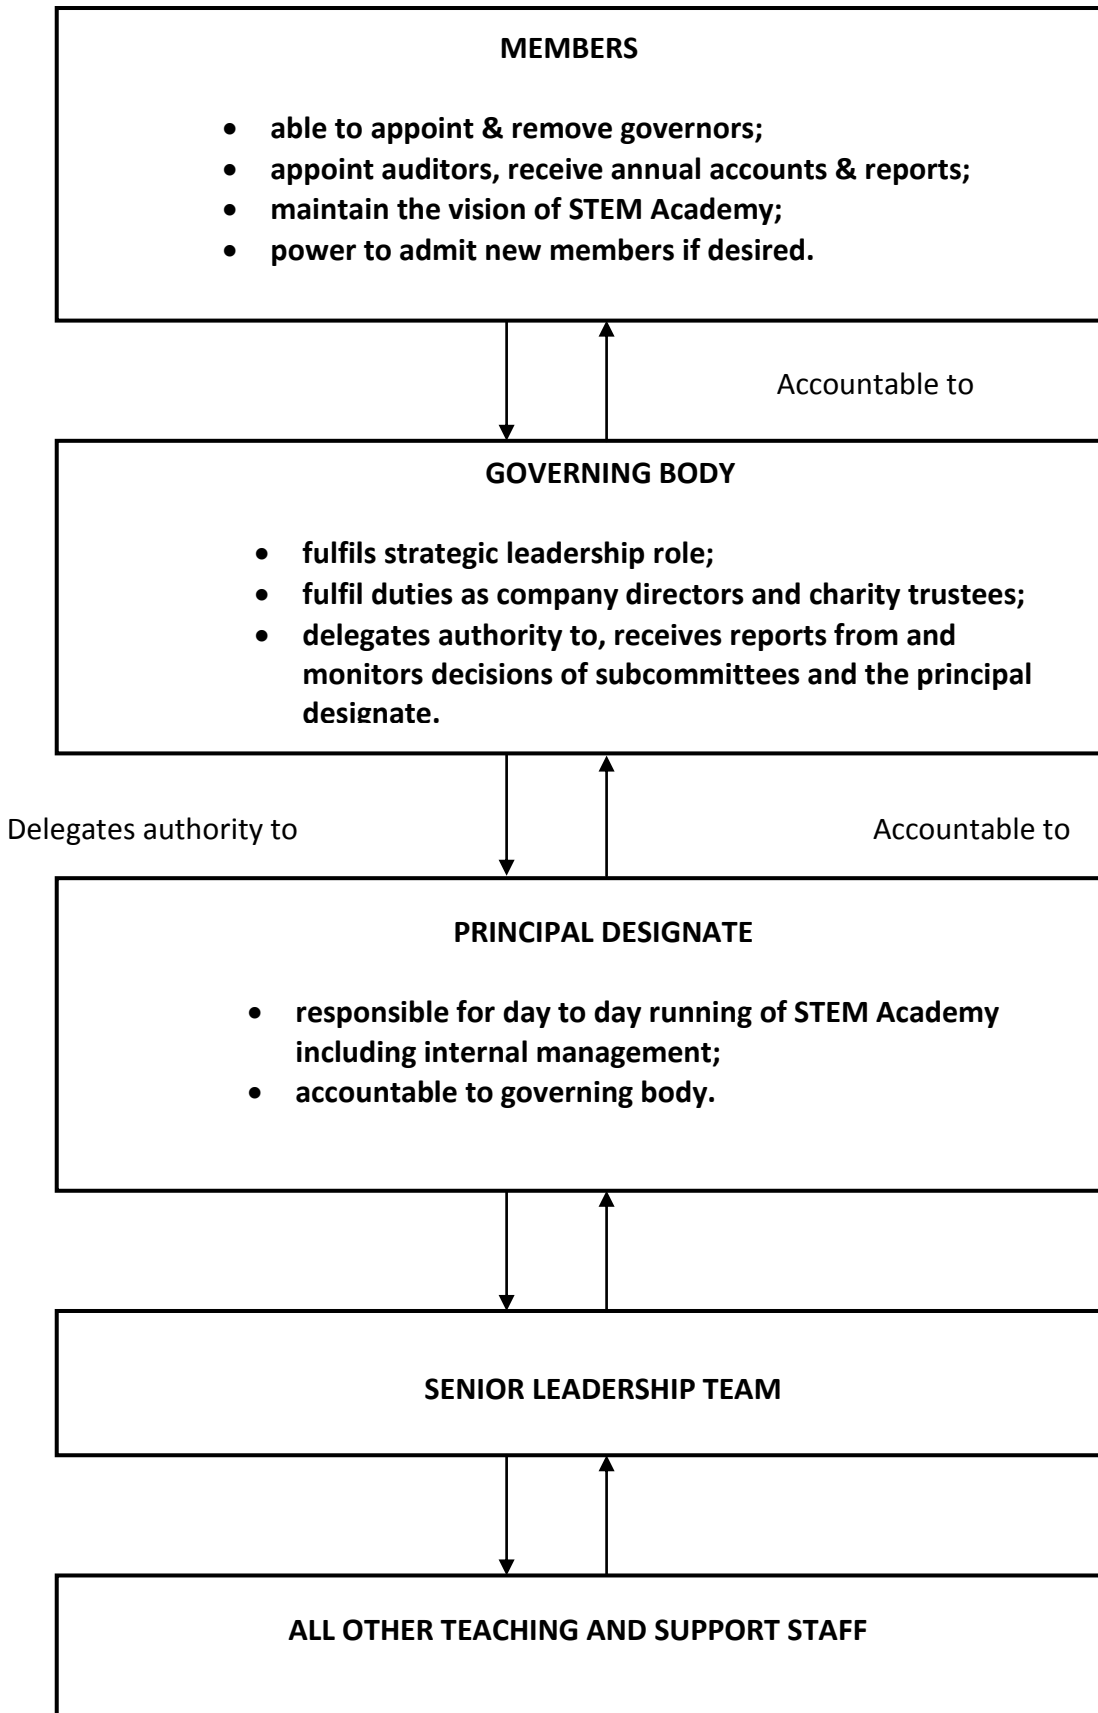 MEMBERS
• able to appoint & remove governors;
• appoint auditors, receive annual accounts & reports;
• maintain the vision of STEM Academy;
• power to admit new members if desired.
Accountable to
GOVERNING BODY
• fulfils strategic leadership role;
• fulfil duties as company directors and charity trustees;
• delegates authority to, receives reports from and
monitors decisions of subcommittees and the principal
designate.
Delegates authority to
Accountable to
PRINCIPAL DESIGNATE
• responsible for day to day running of STEM Academy
including internal management;
• accountable to governing body.
SENIOR LEADERSHIP TEAM
ALL OTHER TEACHING AND SUPPORT STAFF